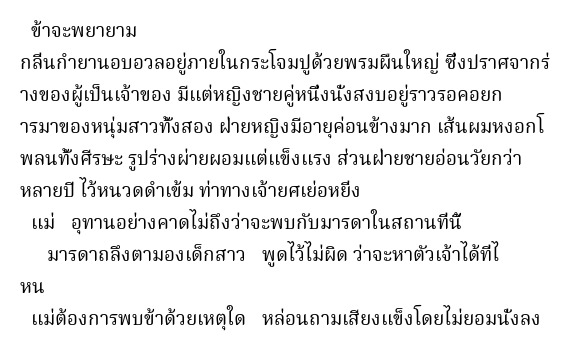 ข้าจะพยายาม
กลิ่นกำยานอบอวลอยู่ภายในกระโจมปูด้วยพรมผืนใหญ่ ซึ่งปราศจากร่
างของผู้เป็นเจ้าของ มีแต่หญิงชายคู่หนึ่งนั่งสงบอยู่ราวรอคอยก
ารมาของหนุ่มสาวทั้งสอง ฝ่ายหญิงมีอายุค่อนข้างมาก เส้นผมหงอกโ
พลนทั้งศีรษะ รูปร่างผ่ายผอมแต่แข็งแรง ส่วนฝ่ายชายอ่อนวัยกว่า
หลายปี ไว้หนวดดำเข้ม ท่าทางเจ้ายศเย่อหยิ่ง
แม่ อุทานอย่างคาดไม่ถึงว่าจะพบกับมารดาในสถานที่นี้
มารดาถลึงตามองเด็กสาว พูดไว้ไม่ผิด ว่าจะหาตัวเจ้าได้ที่ไ
หน
แม่ต้องการพบข้าด้วยเหตุใด หล่อนถามเสียงแข็งโดยไม่ยอมนั่งลง